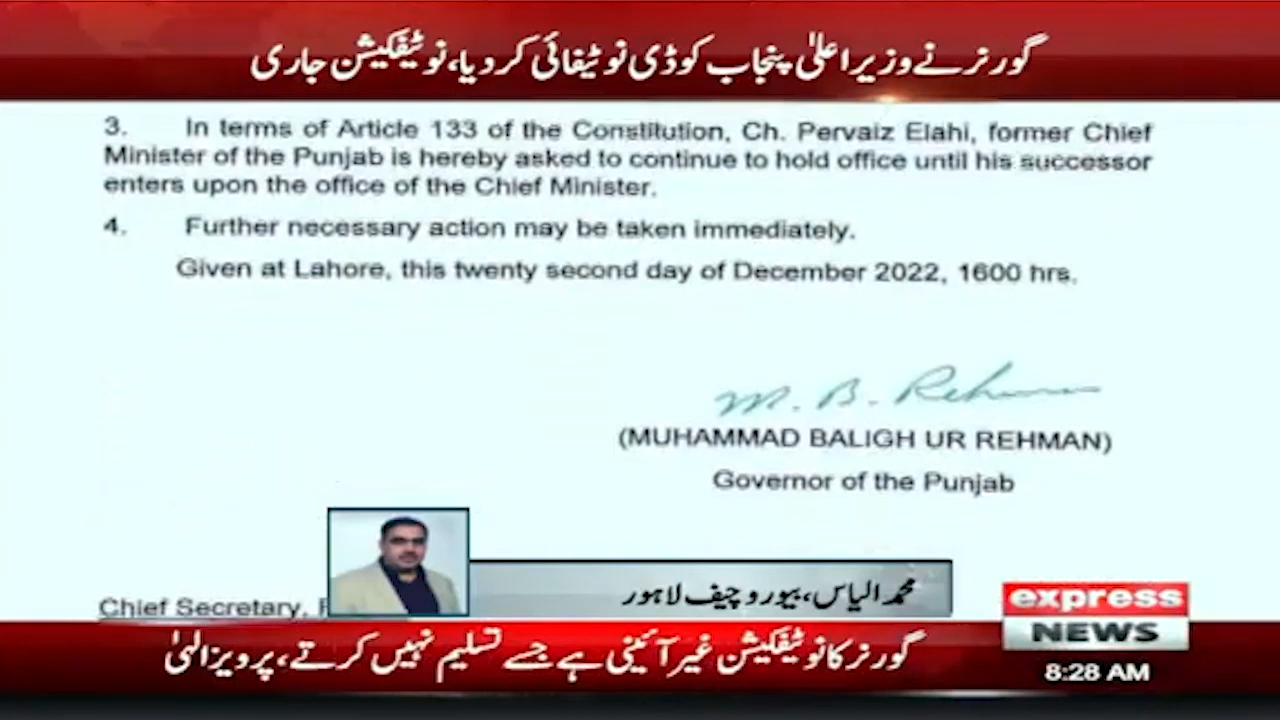 گورنر نے وزیراعلیٰ پنجاب کو ڈی نوٹیفائی کر دیا، نوٹیفکیشن جاری
3. In terms of Article 133 of the Constitution, Ch. Pervaiz Elahi, former Chief
Minister of the Punjab is hereby asked to continue to hold office until his successor
enters upon the office of the Chief Minister.
4. Further necessary action may be taken immediately.
Given at Lahore, this twenty second day of December 2022, 1600 hrs.
M. B. Rehman
(MUHAMMAD BALIGH UR REHMAN)
Governor of the Punjab
محمد الیاس، بیورو چیف لاہور
Chief Secretary,
express
NEWS
گورنر کا نوٹیفکیشن غیر آئینی ہے جسے تسلیم نہیں کرتے، پرویز الٰہی
8:28 AM